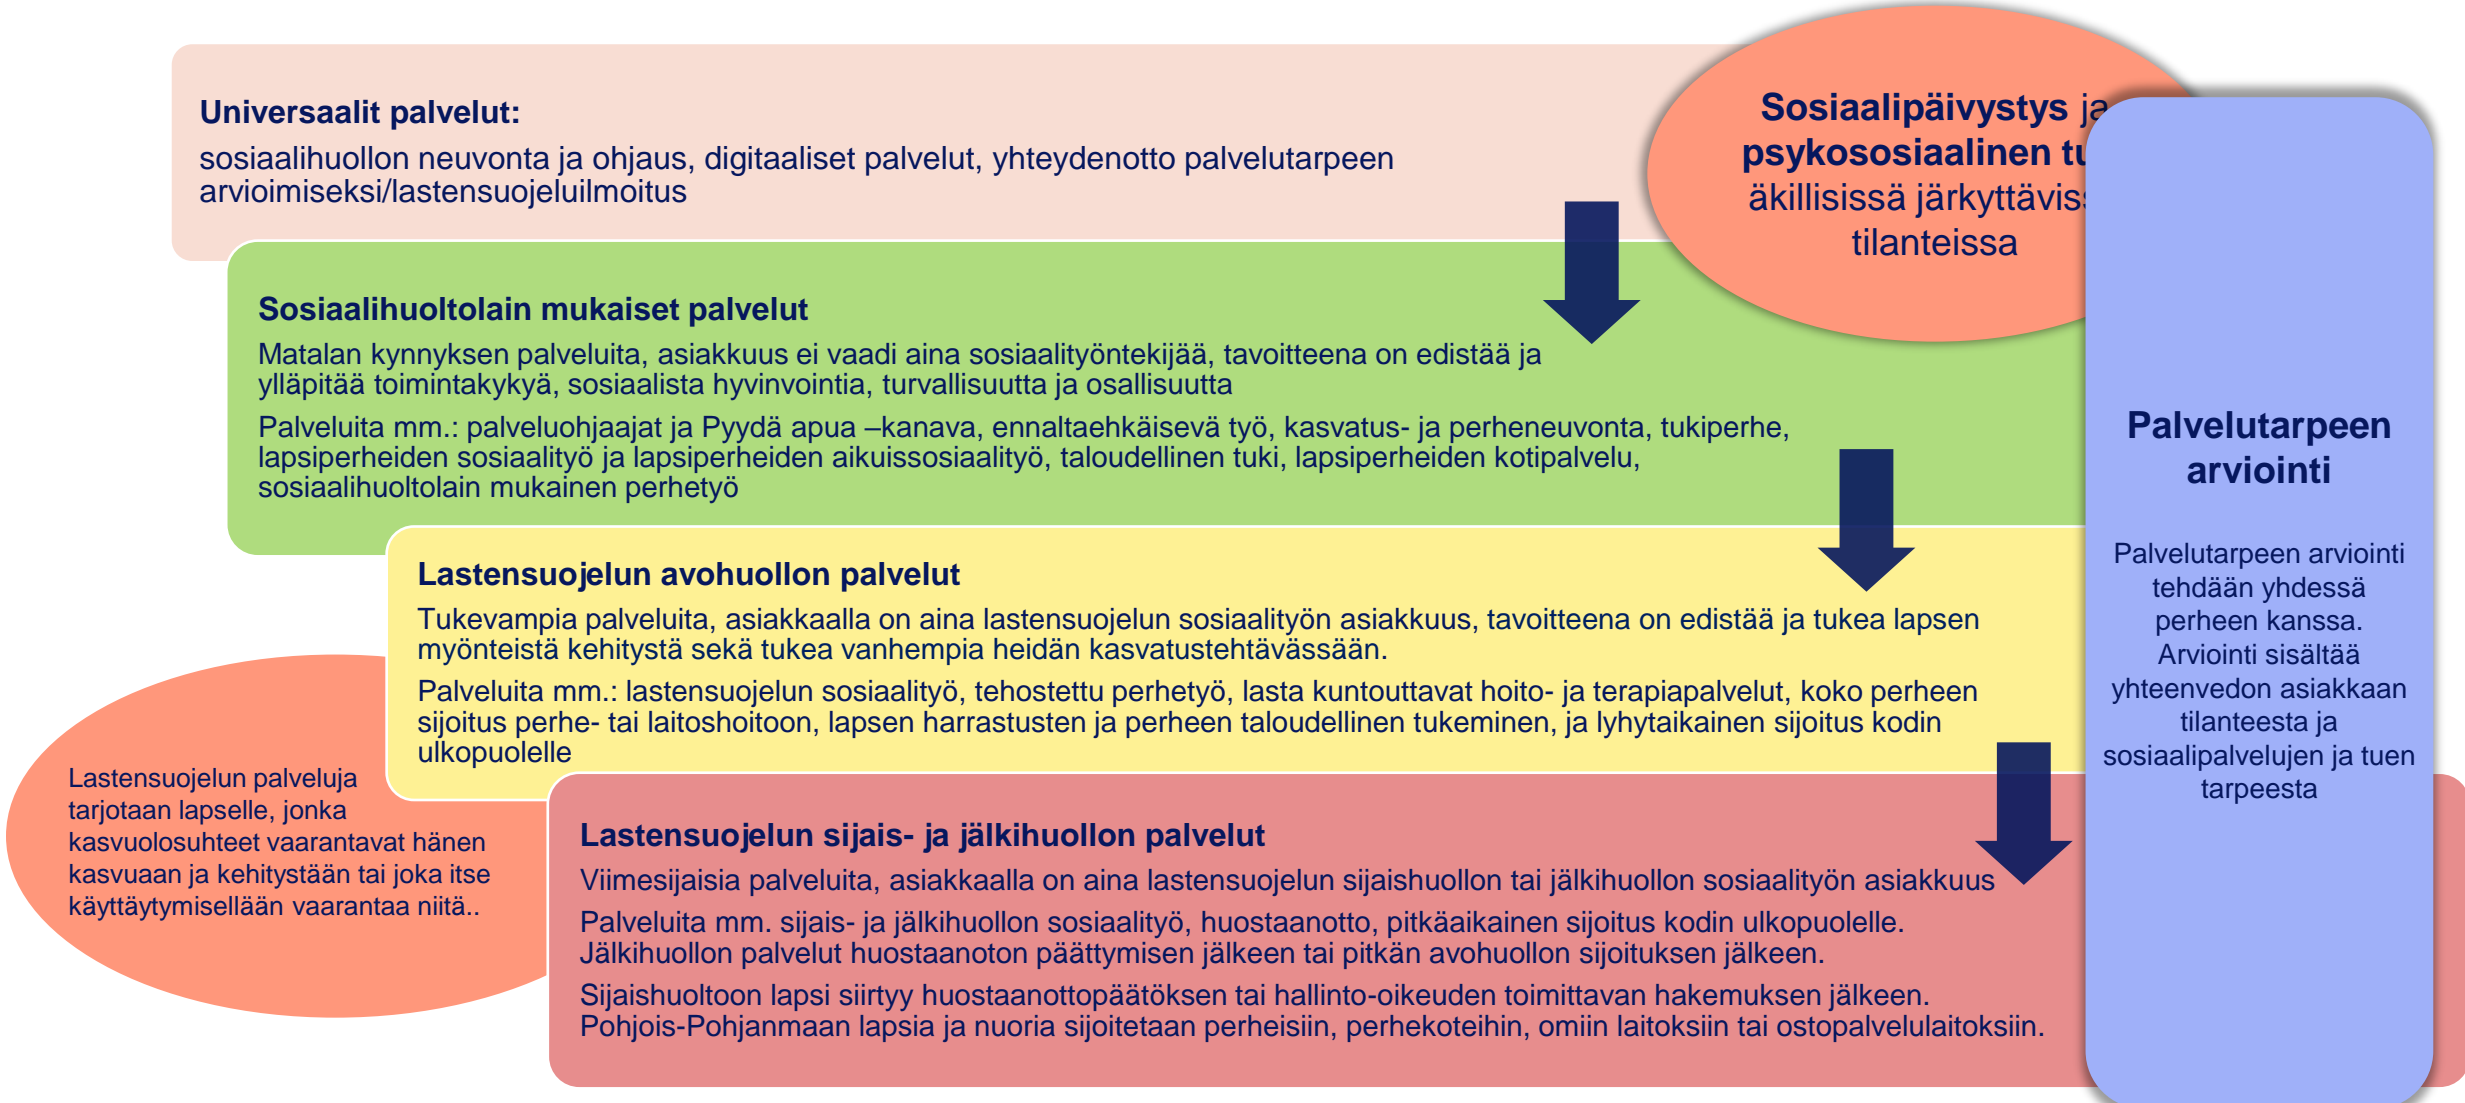 Universaalit palvelut:
sosiaalihuollon neuvonta ja ohjaus, digitaaliset palvelut, yhteydenotto palvelutarpeen
arvioimiseksi/lastensuojeluilmoitus
Sosiaalipäivystys ja
psykososiaalinen
äkillisissä
tilanteissa
Sosiaalihuoltolain mukaiset palvelut
Matalan kynnyksen palveluita, asiakkuus ei vaadi aina sosiaalityöntekijää, tavoitteena on edistää ja
ylläpitää toimintakykyä, sosiaalista hyvinvointia, turvallisuutta ja osallisuutta
Palveluita mm.: palveluohjaajat ja Pyydä apua –kanava, ennaltaehkäisevä työ, kasvatus- ja perheneuvonta, tukiperhe,
lapsiperheiden sosiaalityö ja lapsiperheiden aikuissosiaalityö, taloudellinen tuki, lapsiperheiden kotipalvelu,
sosiaalihuoltolain mukainen perhetyö
Lastensuojelun avohuollon palvelut
Tukevampia palveluita, asiakkaalla on aina lastensuojelun sosiaalityön asiakkuus, tavoitteena on edistää ja tukea lapsen
myönteistä kehitystä sekä tukea vanhempia heidän kasvatustehtävässään.
Palveluita mm.: lastensuojelun sosiaalityö, tehostettu perhetyö, lasta kuntouttavat hoito- ja terapiapalvelut, koko perheen
sijoitus perhe- tai laitoshoitoon, lapsen harrastusten ja perheen taloudellinen tukeminen, ja lyhytaikainen sijoitus kodin
ulkopuolelle
Lastensuojelun palveluja
tarjotaan lapselle, jonka
kasvuolosuhteet vaarantavat hänen
kasvuaan ja kehitystään tai joka itse
käyttäytymisellään vaarantaa niitä..
Lastensuojelun sijais- ja jälkihuollon palvelut
Viimesijaisia palveluita, asiakkaalla on aina lastensuojelun sijaishuollon tai jälkihuollon sosiaalityön asiakkuus
Palveluita mm. sijais- ja jälkihuollon sosiaalityö, huostaanotto, pitkäaikainen sijoitus kodin ulkopuolelle.
Jälkihuollon palvelut huostaanoton päättymisen jälkeen tai pitkän avohuollon sijoituksen jälkeen.
Sijaishuoltoon lapsi siirtyy huostaanottopäätöksen tai hallinto-oikeuden toimittavan hakemuksen jälkeen.
Pohjois-Pohjanmaan lapsia ja nuoria sijoitetaan perheisiin, perhekoteihin, omiin laitoksiin tai ostopalvelulaitoksiin.
Palvelutarpeen
arviointi
Palvelutarpeen arviointi
tehdään yhdessä
perheen kanssa.
Arviointi sisältää
yhteenvedon asiakkaan
tilanteesta ja
sosiaalipalvelujen ja tuen
tarpeesta